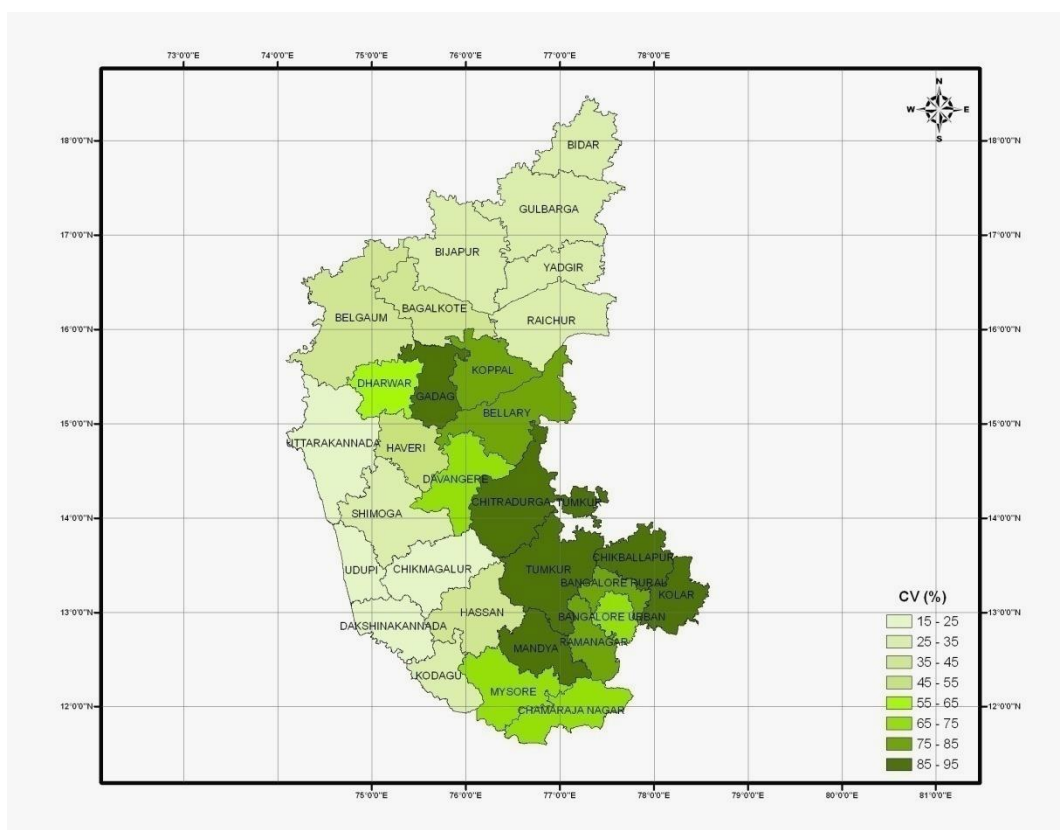 73°0'0"E 74°0'0"E 75°0'0"E 76°0'0"E 77°0'0"E 78°0'0"E
N
W E
S
18°0'0"N 18°0'0"N
BIDAR
GULBARGA
17°0'0"N 17°0'0"N
BIJAPUR
YADGIR
BAGALKOTE
BELGAUM
RAICHUR
16°0'0"N 16°0'0"N
KOPPAL
DHARWAR
GADAG
BELLARY
15°0'0"N 15°0'0"N
UTTARAKANNADA
HAVERI
DAVANGERE
CHITRADURGA
TUMKUR
SHIMOGA
14°0'0"N 14°0'0"N
CHIKBALLAPUR
UDUPI
CHIKMAGALUR
TUMKUR
BANGALORE RURAL
KOLAR
HASSAN
13°0'0"N 13°0'0"N
BANGALORE URBAN
DAKSHINAKANNADA
RAMANAGAR
MANDYA
KODAGU
MYSORE
CHAMARAJA NAGAR
12°0'0"N 12°0'0"N
CV (%)
15 - 25
25 - 35
35 - 45
45 - 55
55 - 65
65 - 75
75 - 85
85 - 95
75°0'0"E 76°0'0"E 77°0'0"E 78°0'0"E 79°0'0"E 80°0'0"E 81°0'0"E